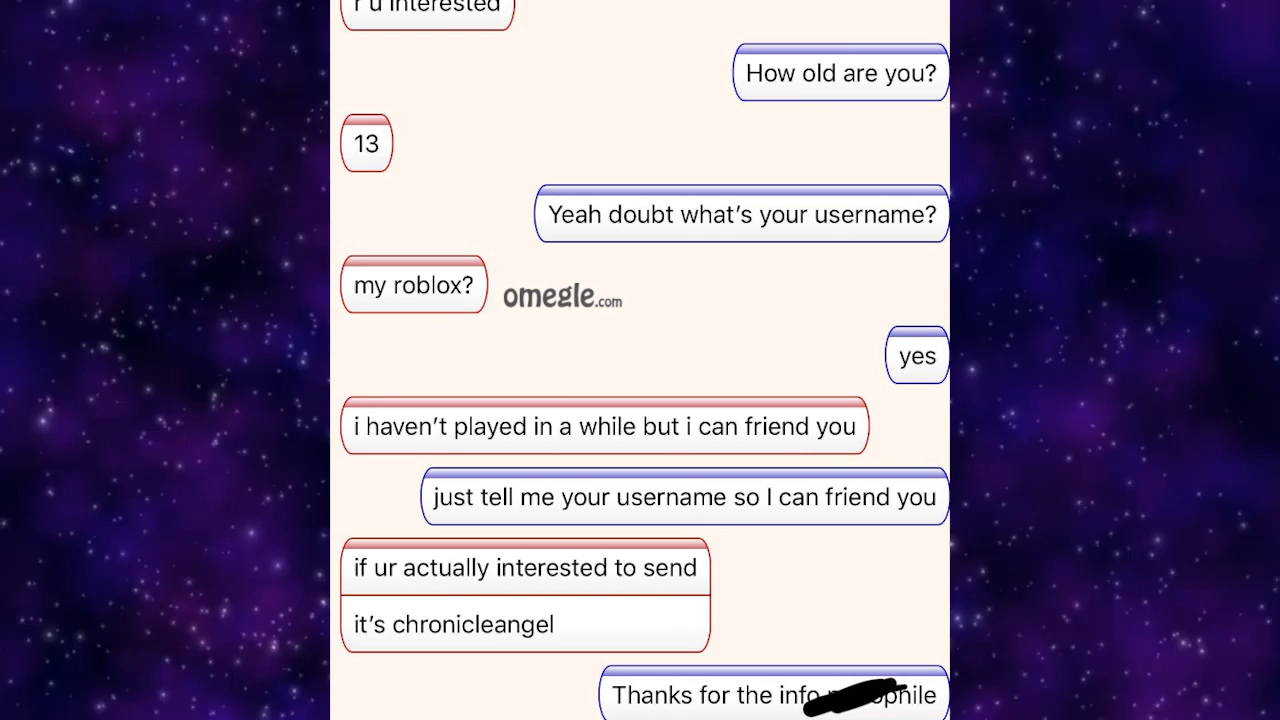 r u interested
How old are you?
13
Yeah doubt what's your username?
my roblox?
omegle.com
yes
i haven't played in a while but i can friend you
just tell me your username so I can friend you
if ur actually interested to send
it's chronicleangel
Thanks for the info